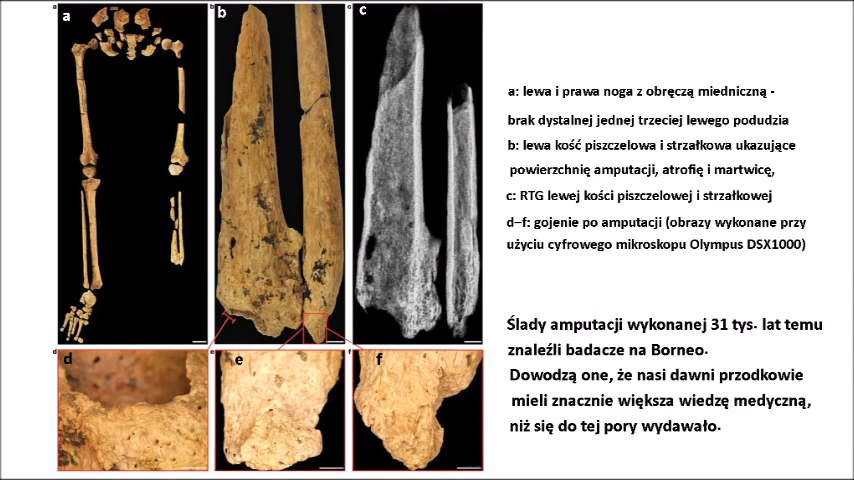 a
b
c
a: lewa i prawa noga z obręczą miedniczną -
brak dystalnej jednej trzeciej lewego podudzia
b: lewa kość piszczelowa i strzałkowa ukazujące
powierzchnię amputacji, atrofię i martwicę,
c: RTG lewej kości piszczelowej i strzałkowej
d–f: gojenie po amputacji (obrazy wykonane przy
użyciu cyfrowego mikroskopu Olympus DSX1000)
Ślady amputacji wykonanej 31 tys. lat temu
znaleźli badacze na Borneo.
Dowodzą one, że nasi dawni przodkowie
mieli znacznie większa wiedzę medyczną,
niż się do tej pory wydawało.
d
e
f